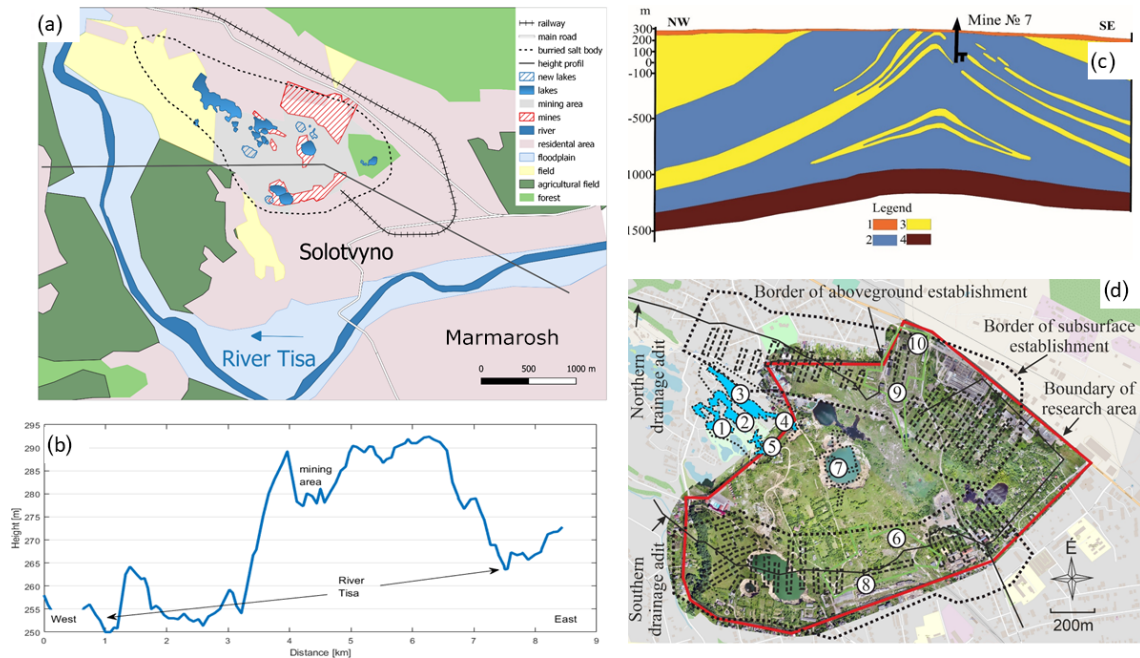 (a)
railway
main road
burried salt body
height profil
new lakes
lakes
mining area
mines
river
residental area
floodplain
field
agricultural field
forest
Solotvyno
Marmarosh
River Tisa
0 500 1000 m
(b)
295
290
285
280
275
270
265
260
255
250
Height [m]
mining
area
River
Tisa
West
East
0 1 2 3 4 5 6 7 8 9
Distance [km]
(c)
NW
Mine № 7
SE
300
200
100
0
-100
-500
1000
1500
Legend
1 3
2 4
(d)
Border of aboveground establishment
Border of subsurface
establishment
Boundary of
research area
Northern
drainage adit
Southern
drainage adit
1
2
3
4
5
6
7
8
9
10
É
200m